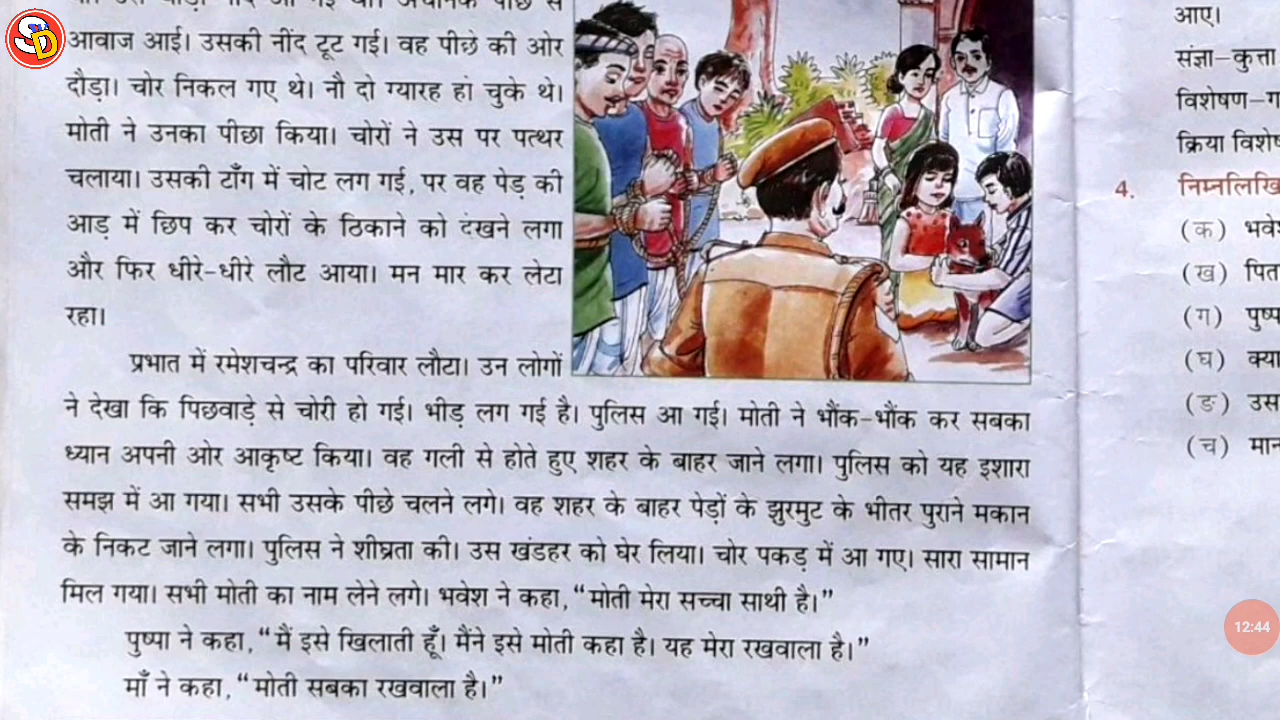 आवाज आई। उसकी नींद टूट गई। वह पीछे की ओर
दौड़ा। चोर निकल गए थे। नौ दो ग्यारह हो चुके थे।
मोती ने उनका पीछा किया। चोरों ने उस पर पत्थर
चलाया। उसकी टाँग में चोट लग गई, पर वह पेड़ की
आड़ में छिप कर चोरों के ठिकाने को देखने लगा
और फिर धीरे-धीरे लौट आया। मन मार कर लेटा
रहा।
प्रभात में रमेशचन्द्र का परिवार लौटा। उन लोगों
ने देखा कि पिछवाड़े से चोरी हो गई। भीड़ लग गई है। पुलिस आ गई। मोती ने भौंक-भौंक कर सबका
ध्यान अपनी ओर आकृष्ट किया। वह गली से होते हुए शहर के बाहर जाने लगा। पुलिस को यह इशारा
समझ में आ गया। सभी उसके पीछे चलने लगे। वह शहर के बाहर पेड़ों के झुरमुट के भीतर पुराने मकान
के निकट जाने लगा। पुलिस ने शीघ्रता की। उस खंडहर को घेर लिया। चोर पकड़ में आ गए। सारा सामान
मिल गया। सभी मोती का नाम लेने लगे। भवेश ने कहा, “मोती मेरा सच्चा साथी है।”
पुष्पा ने कहा, “मैं इसे खिलाती हूँ। मैंने इसे मोती कहा है। यह मेरा रखवाला है।”
माँ ने कहा, “मोती सबका रखवाला है।”
आए।
संज्ञा–कुत्ता
विशेषण–
क्रिया
4.
(क)
(ख)
(ग)
(घ) क्या
(ङ) उस
(च)
SD
12:44